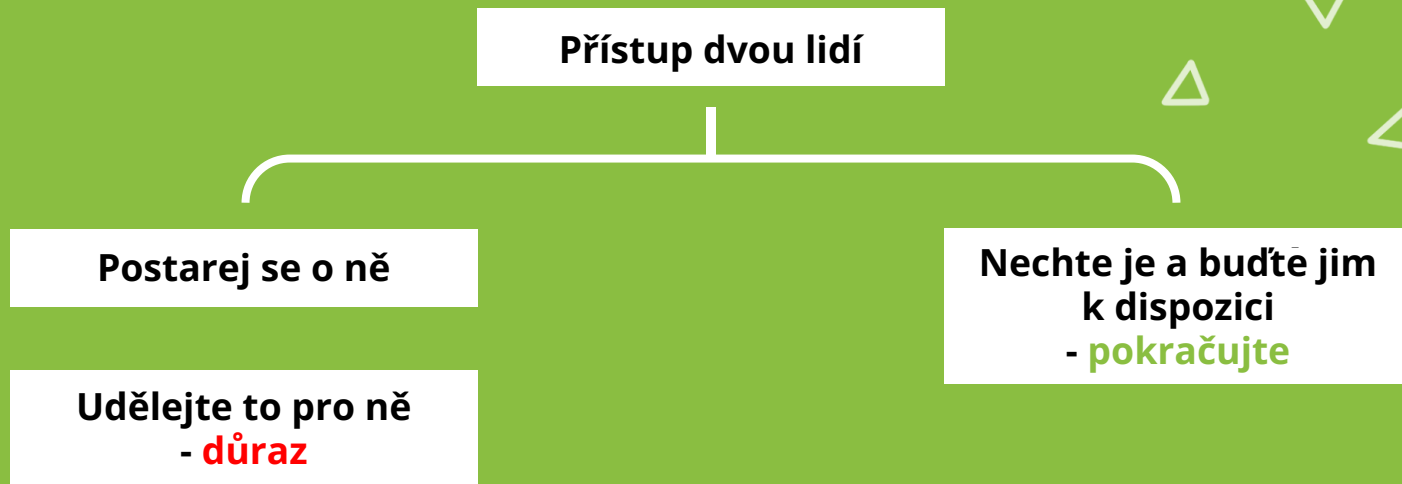 Přístup dvou lidí
Postarej se o ně
Udělejte to pro ně
- důraz
Nechte je a buďte jim
k dispozici
- pokračujte